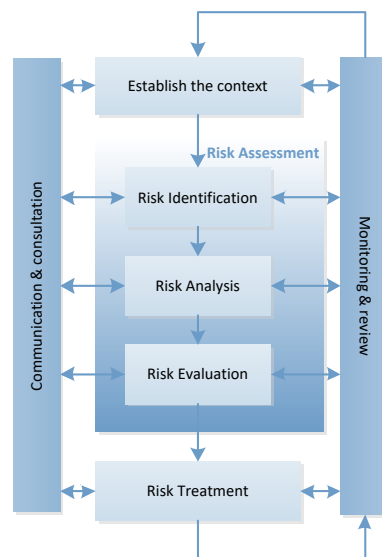 Establish the context
Risk Assessment
Risk Identification
Risk Analysis
Risk Evaluation
Risk Treatment
Communication & consultation
Monitoring & review